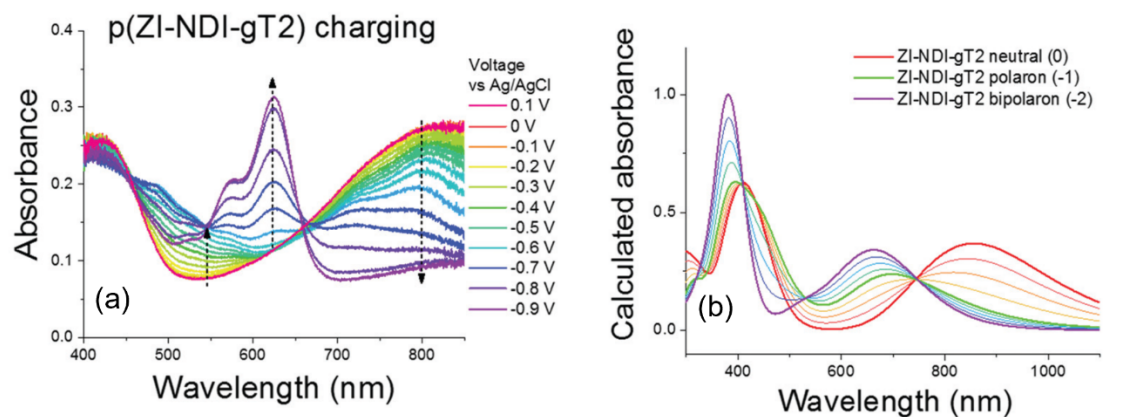 p(ZI-NDI-gT2) charging
Absorbance
0.4
0.3
0.2
0.1
0.0
(a)
400 500 600 700 800
Wavelength (nm)
Voltage
vs Ag/AgCl
0.1 V
0 V
-0.1 V
-0.2 V
-0.3 V
-0.4 V
-0.5 V
-0.6 V
-0.7 V
-0.8 V
-0.9 V
Calculated absorbance
1.0
0.5
0.0
ZI-NDI-gT2 neutral (0)
ZI-NDI-gT2 polaron (-1)
ZI-NDI-gT2 bipolaron (-2)
(b)
400 600 800 1000
Wavelength (nm)